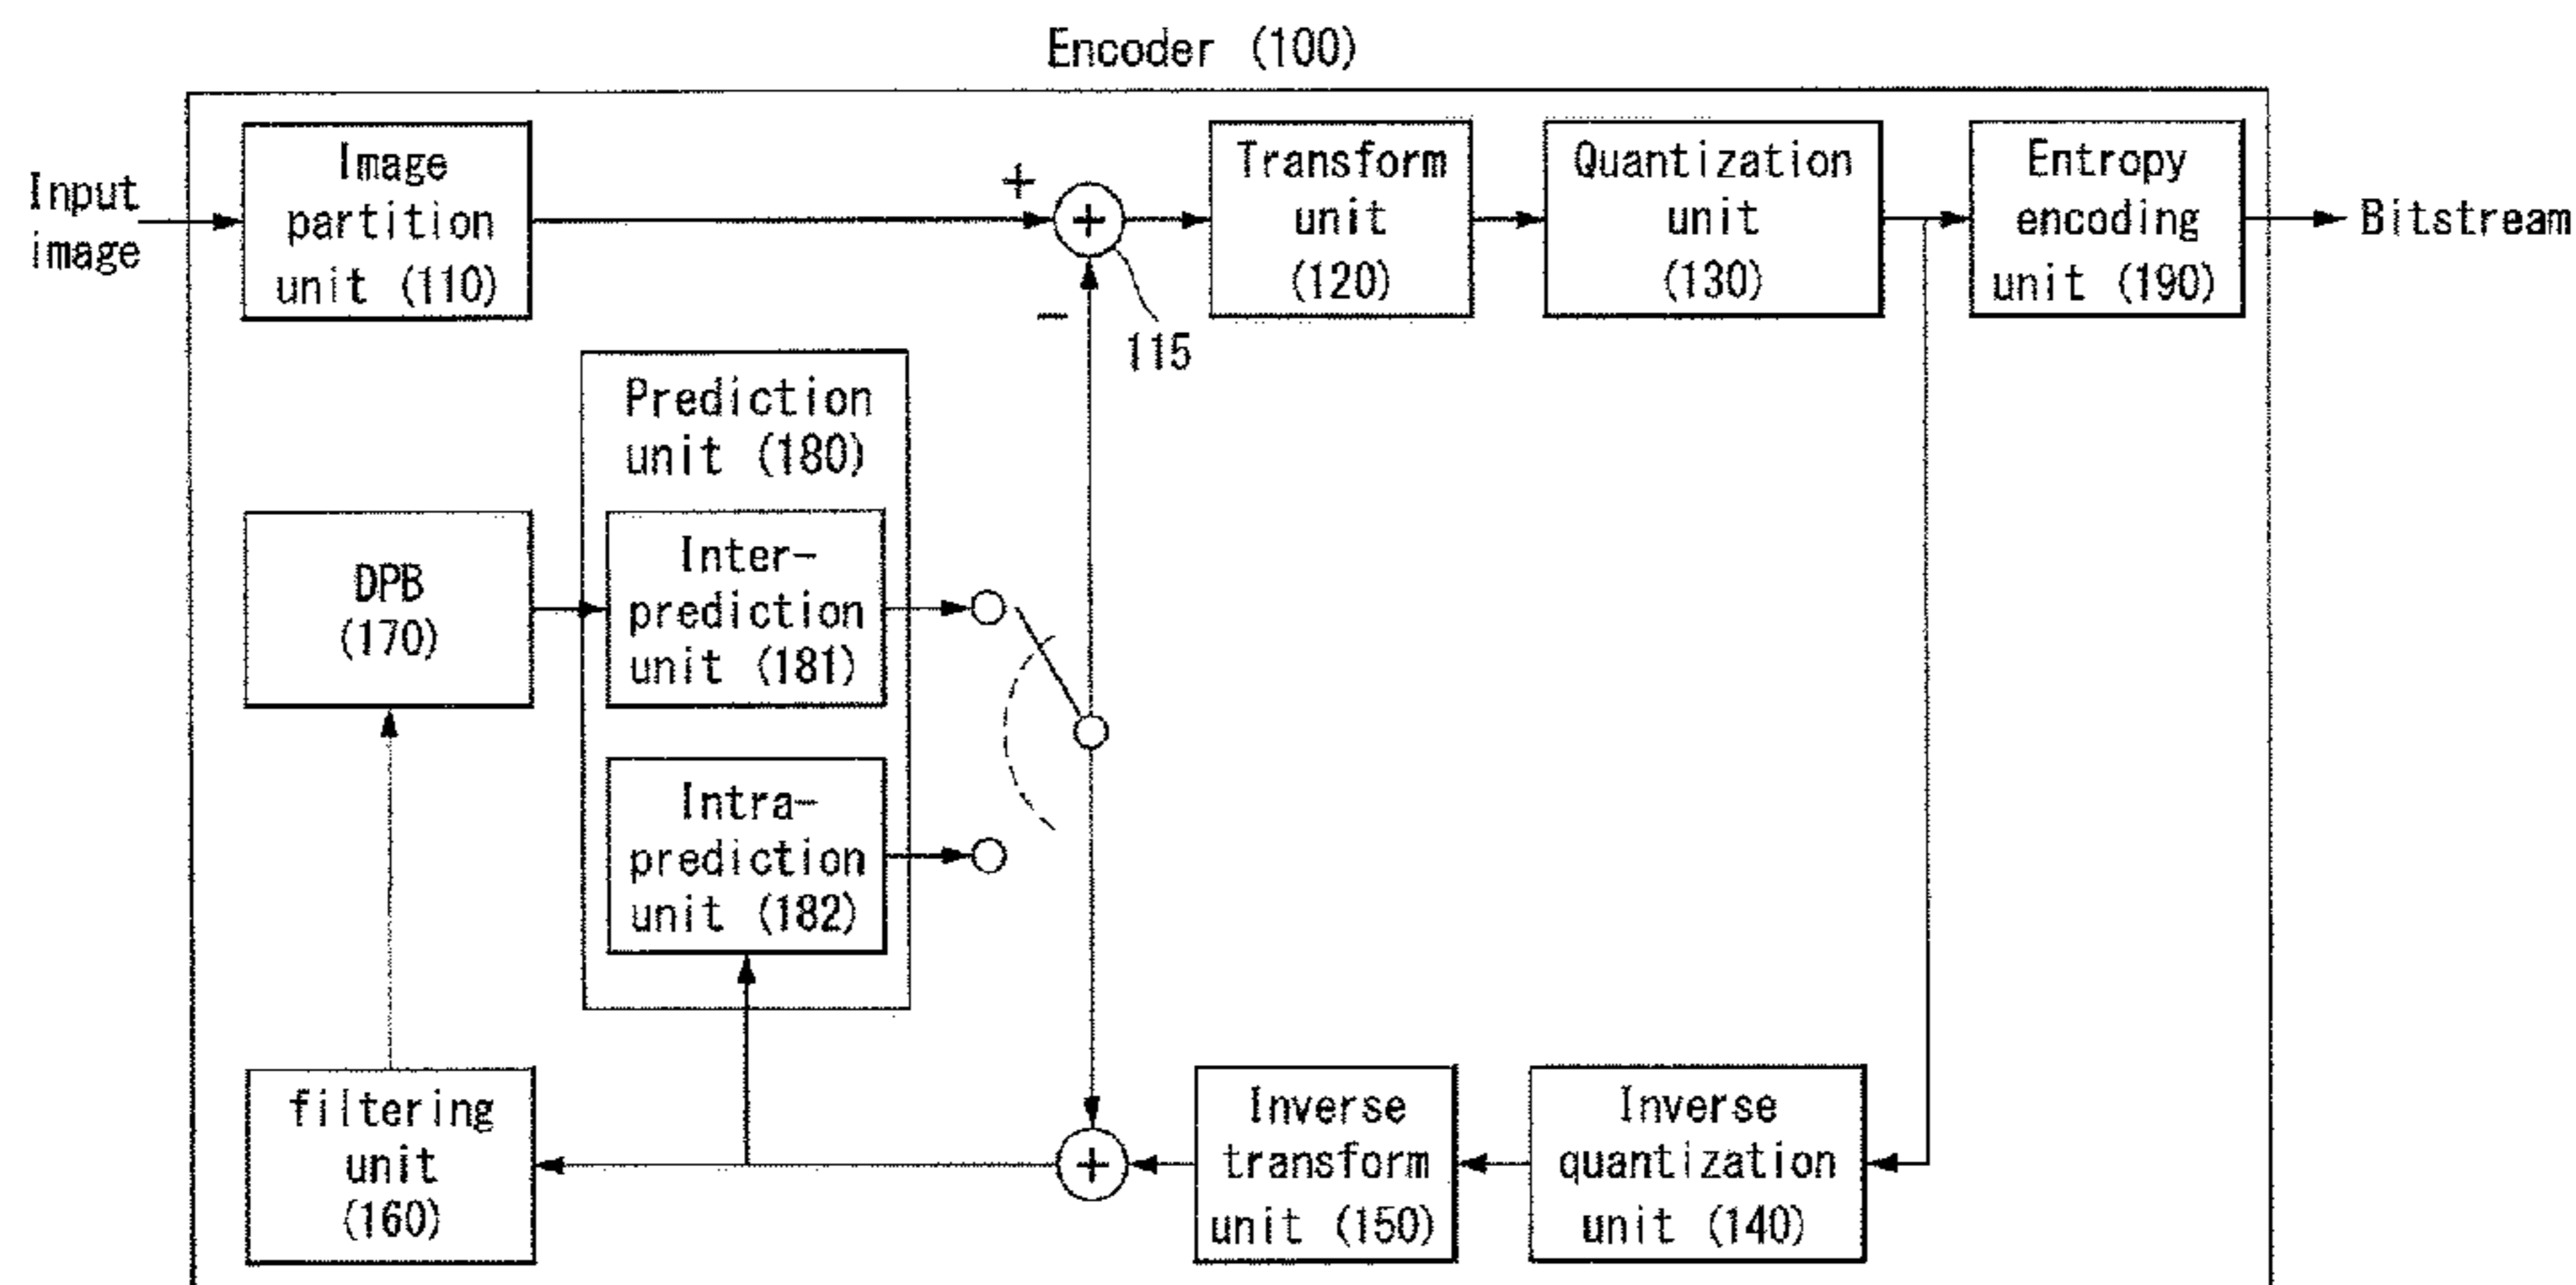 Encoder (100)
Input
image
Image
partition
unit (110)
+
+
−
115
Transform
unit
(120)
Quantization
unit
(130)
Entropy
encoding
unit (190)
Bitstream
Prediction
unit (180)
DPB
(170)
Inter-
prediction
unit (181)
Intra-
prediction
unit (182)
filtering
unit
(160)
+
Inverse
transform
unit (150)
Inverse
quantization
unit (140)